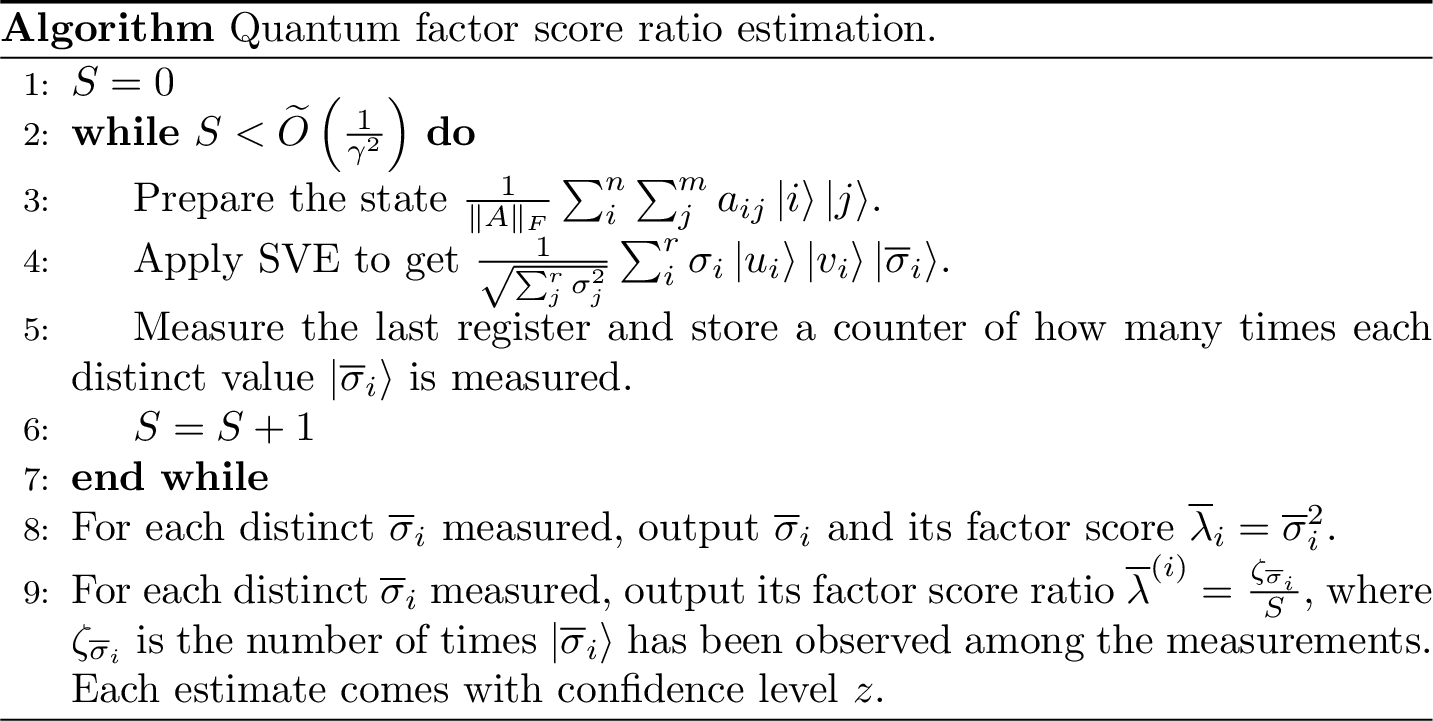 Algorithm Quantum factor score ratio estimation.
1: $S = 0$
2: while $S < \widetilde{O}\left(\frac{1}{\gamma^2}\right)$ do
3: Prepare the state $\frac{1}{\|A\|_F} \sum_i^n \sum_j^m a_{ij} |i\rangle |j\rangle$.
4: Apply SVE to get $\frac{1}{\sqrt{\sum_j^r \sigma_j^2}} \sum_i^r \sigma_i |u_i\rangle |v_i\rangle |\overline{\sigma}_i\rangle$.
5: Measure the last register and store a counter of how many times each
distinct value $|\overline{\sigma}_i\rangle$ is measured.
6: $S = S + 1$
7: end while
8: For each distinct $\overline{\sigma}_i$ measured, output $\overline{\sigma}_i$ and its factor score $\overline{\lambda}_i = \overline{\sigma}_i^2$.
9: For each distinct $\overline{\sigma}_i$ measured, output its factor score ratio $\overline{\lambda}^{(i)} = \frac{\zeta_{\overline{\sigma}_i}}{S}$, where
$\zeta_{\overline{\sigma}_i}$ is the number of times $|\overline{\sigma}_i\rangle$ has been observed among the measurements.
Each estimate comes with confidence level $z$.